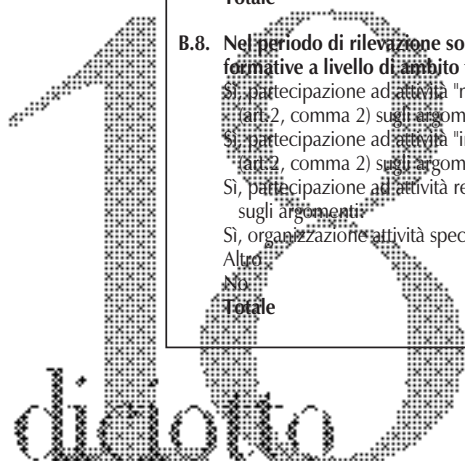 Totale
B.8. Nel periodo di rilevazione so
formative a livello di ambito
Sì, partecipazione ad attività "r
(art.2, comma 2) sugli argom
Sì, partecipazione ad attività "i
(art.2, comma 2) sugli argom
Sì, partecipazione ad attività re
sugli argomenti:
Sì, organizzazione attività spec
Altro
No
Totale
18
diciotto